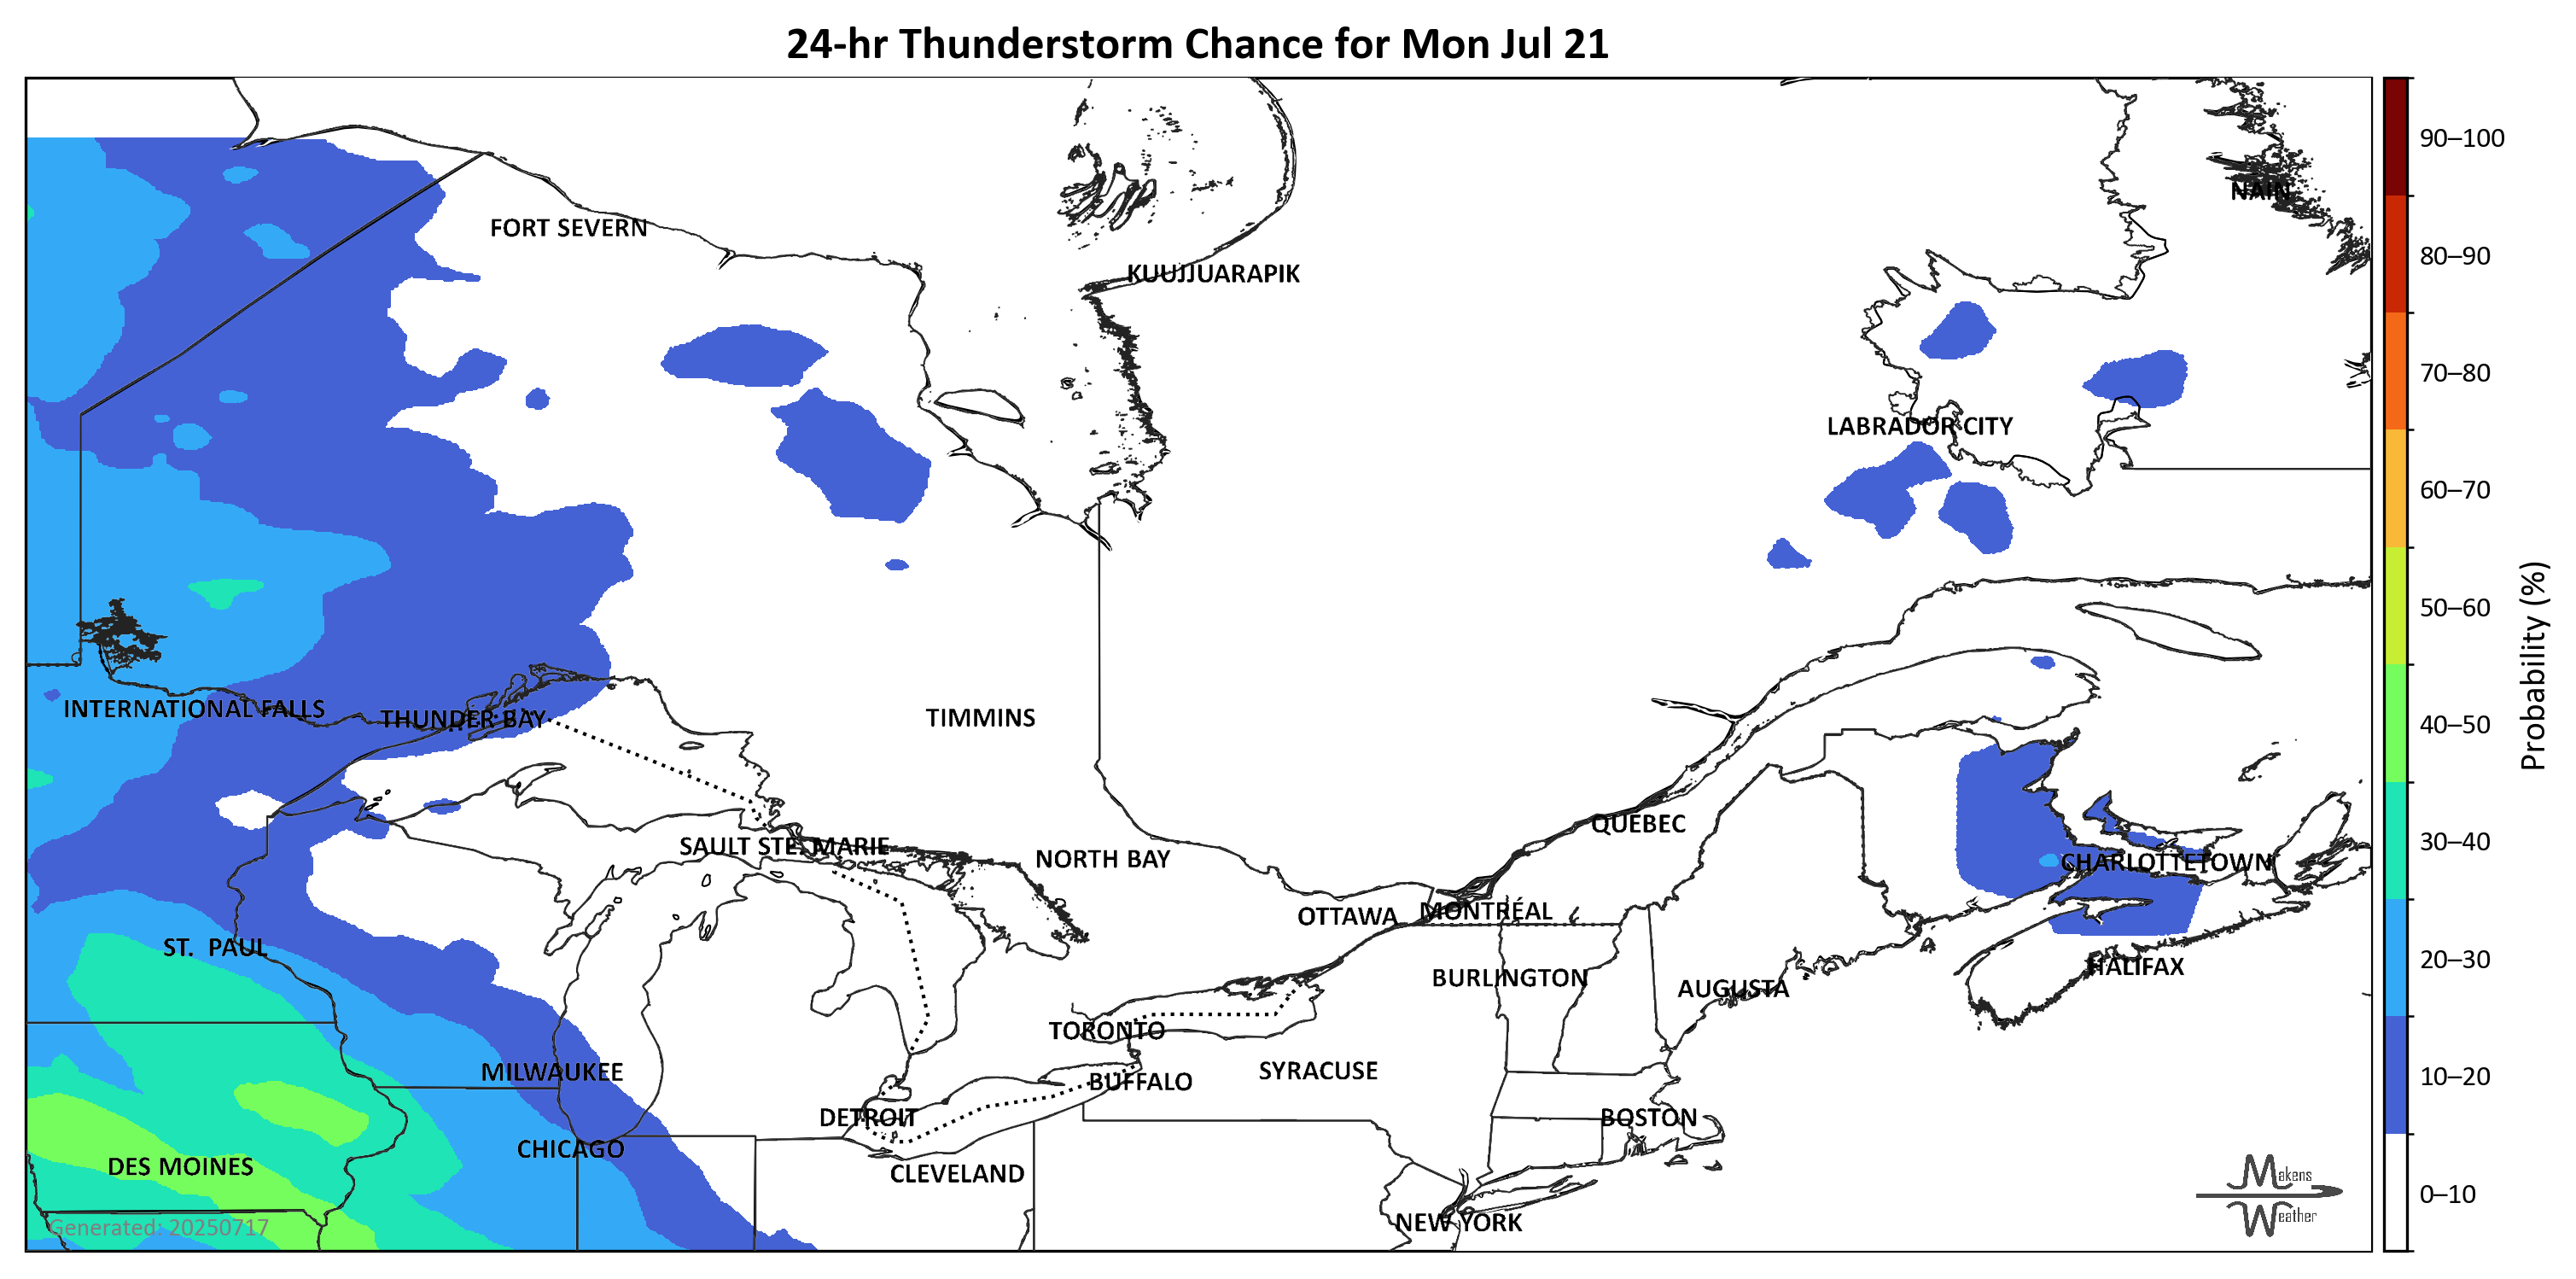 24-hr Thunderstorm Chance for Mon Jul 21
90–100
NAIN
FORT SEVERN
80–90
KUUJJUARAPIK
70–80
LABRADOR CITY
60–70
50–60
Probability (%)
INTERNATIONAL FALLS
THUNDER BAY
TIMMINS
40–50
QUEBEC
SAULT STE. MARIE
NORTH BAY
CHARLOTTETOWN
30–40
OTTAWA
MONTRÉAL
ST. PAUL
HALIFAX
20–30
BURLINGTON
AUGUSTA
TORONTO
MILWAUKEE
BUFFALO
SYRACUSE
10–20
DETROIT
BOSTON
CHICAGO
DES MOINES
CLEVELAND
Makens
Weather
0–10
NEW YORK
Generated: 20250717